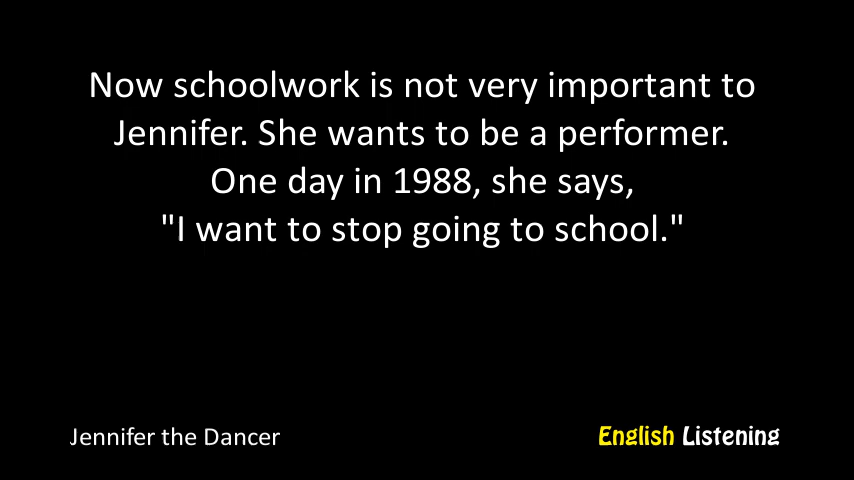 Now schoolwork is not very important to
Jennifer. She wants to be a performer.
One day in 1988, she says,
"I want to stop going to school."
Jennifer the Dancer
English Listening